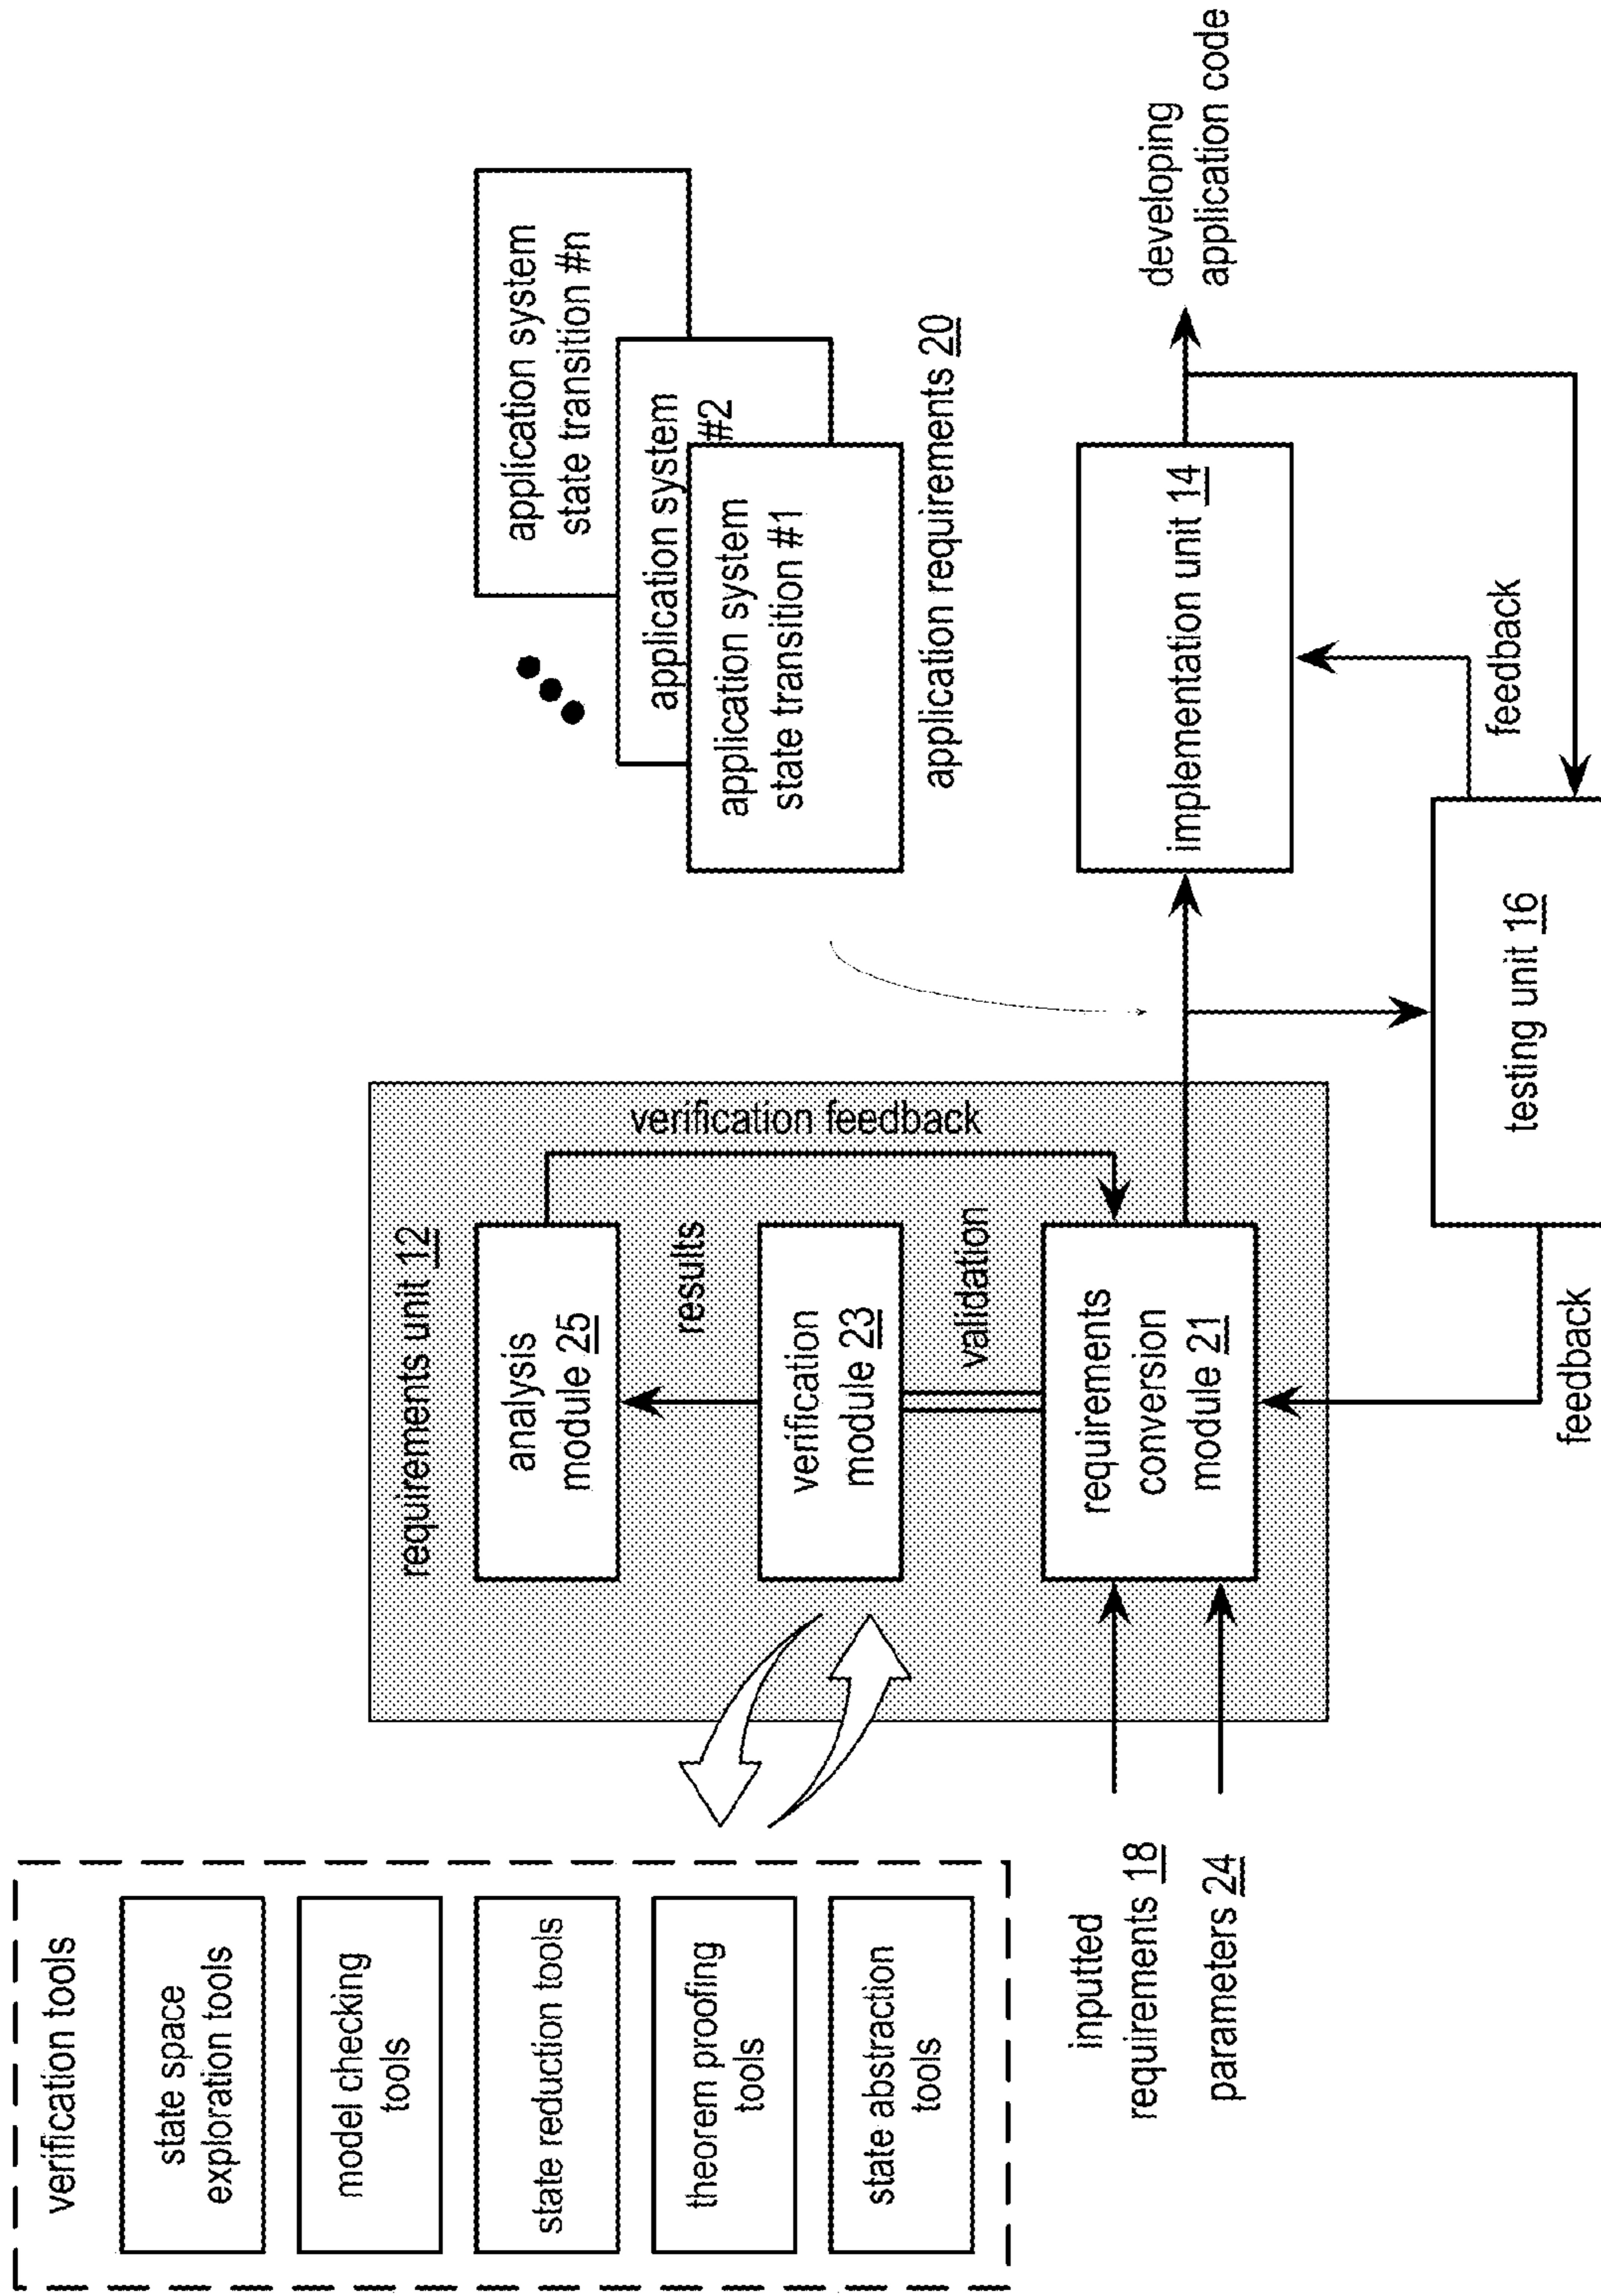 verification tools
state space
exploration tools
model checking
tools
state reduction tools
theorem proofing
tools
state abstraction
tools
inputted
requirements 18
parameters 24
requirements unit 12
analysis
module 25
results
verification
module 23
validation
requirements
conversion
module 21
verification feedback
application system
state transition #n
application system
#2
application system
state transition #1
application requirements 20
implementation unit 14
developing
application code
feedback
testing unit 16
feedback